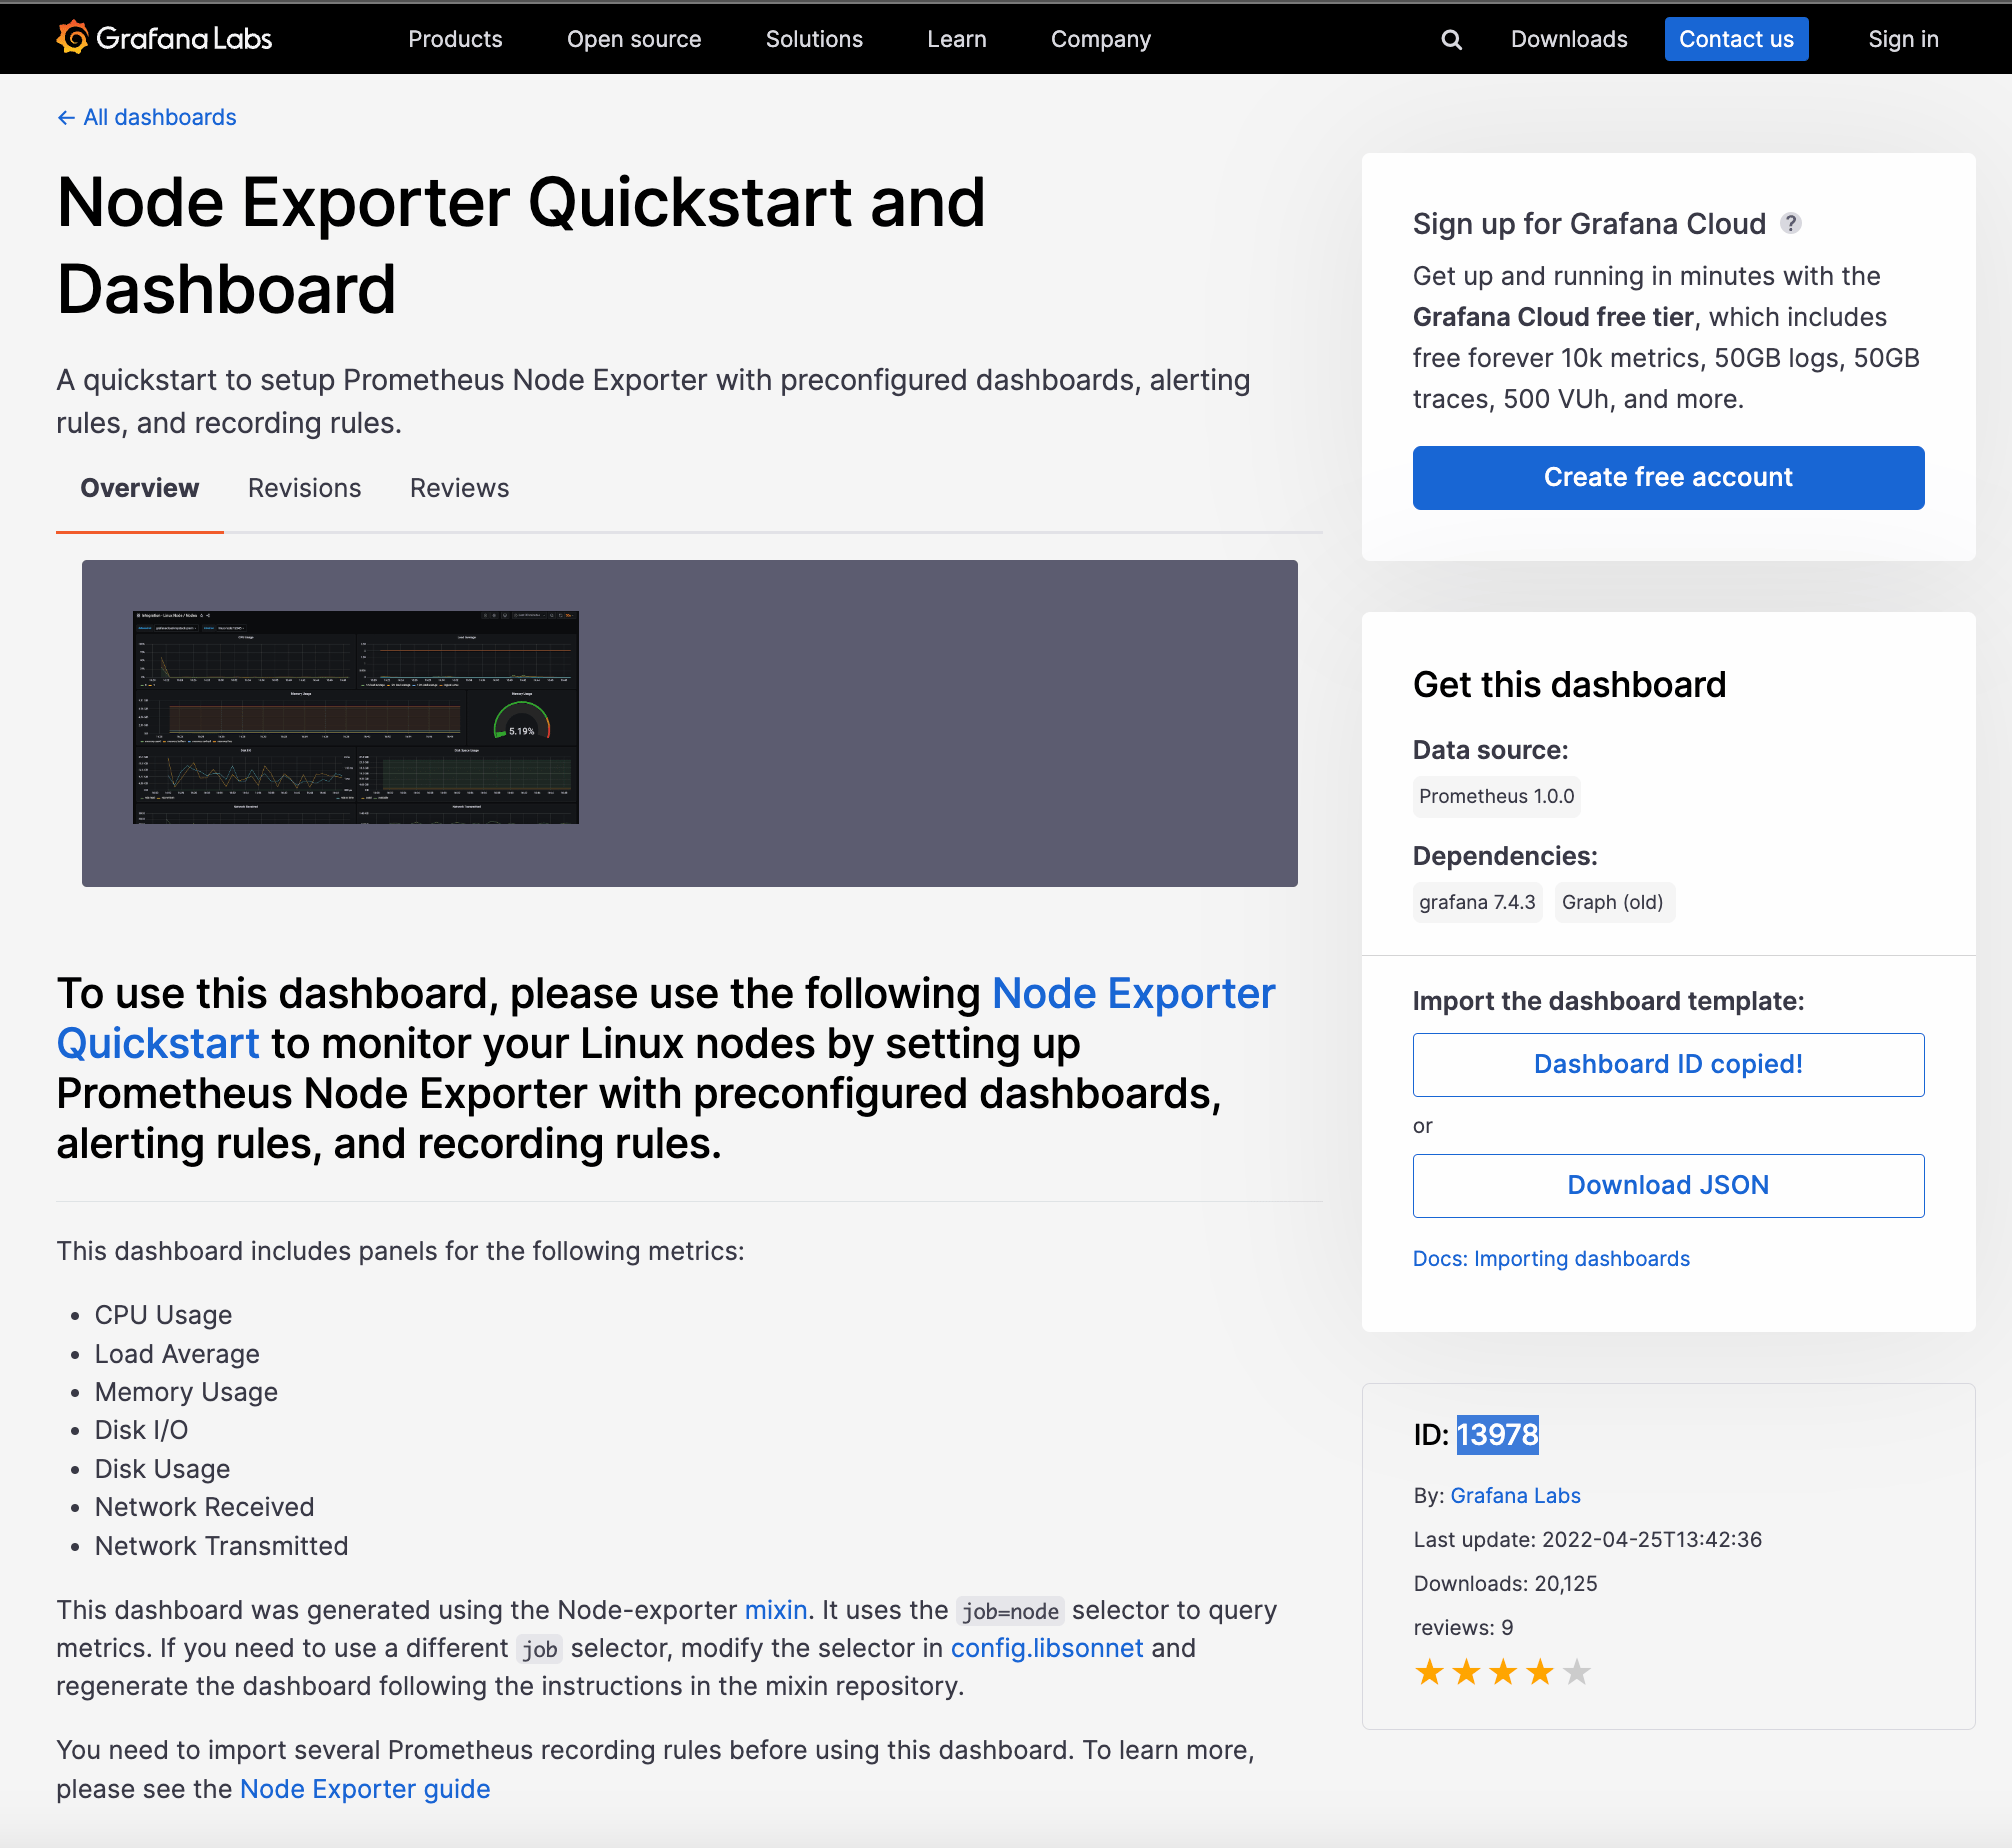 Grafana Labs
Products
Open source
Solutions
Learn
Company
Downloads
Contact us
Sign in
← All dashboards
Node Exporter Quickstart and
Dashboard
A quickstart to setup Prometheus Node Exporter with preconfigured dashboards, alerting
rules, and recording rules.
Overview
Revisions
Reviews
5.19%
To use this dashboard, please use the following Node Exporter
Quickstart to monitor your Linux nodes by setting up
Prometheus Node Exporter with preconfigured dashboards,
alerting rules, and recording rules.
This dashboard includes panels for the following metrics:
• CPU Usage
• Load Average
• Memory Usage
• Disk I/O
• Disk Usage
• Network Received
• Network Transmitted
This dashboard was generated using the Node-exporter mixin. It uses the job=node selector to query
metrics. If you need to use a different job selector, modify the selector in config.libsonnet and
regenerate the dashboard following the instructions in the mixin repository.
You need to import several Prometheus recording rules before using this dashboard. To learn more,
please see the Node Exporter guide
Sign up for Grafana Cloud ?
Get up and running in minutes with the
Grafana Cloud free tier, which includes
free forever 10k metrics, 50GB logs, 50GB
traces, 500 VUh, and more.
Create free account
Get this dashboard
Data source:
Prometheus 1.0.0
Dependencies:
grafana 7.4.3
Graph (old)
Import the dashboard template:
Dashboard ID copied!
or
Download JSON
Docs: Importing dashboards
ID: 13978
By: Grafana Labs
Last update: 2022-04-25T13:42:36
Downloads: 20,125
reviews: 9